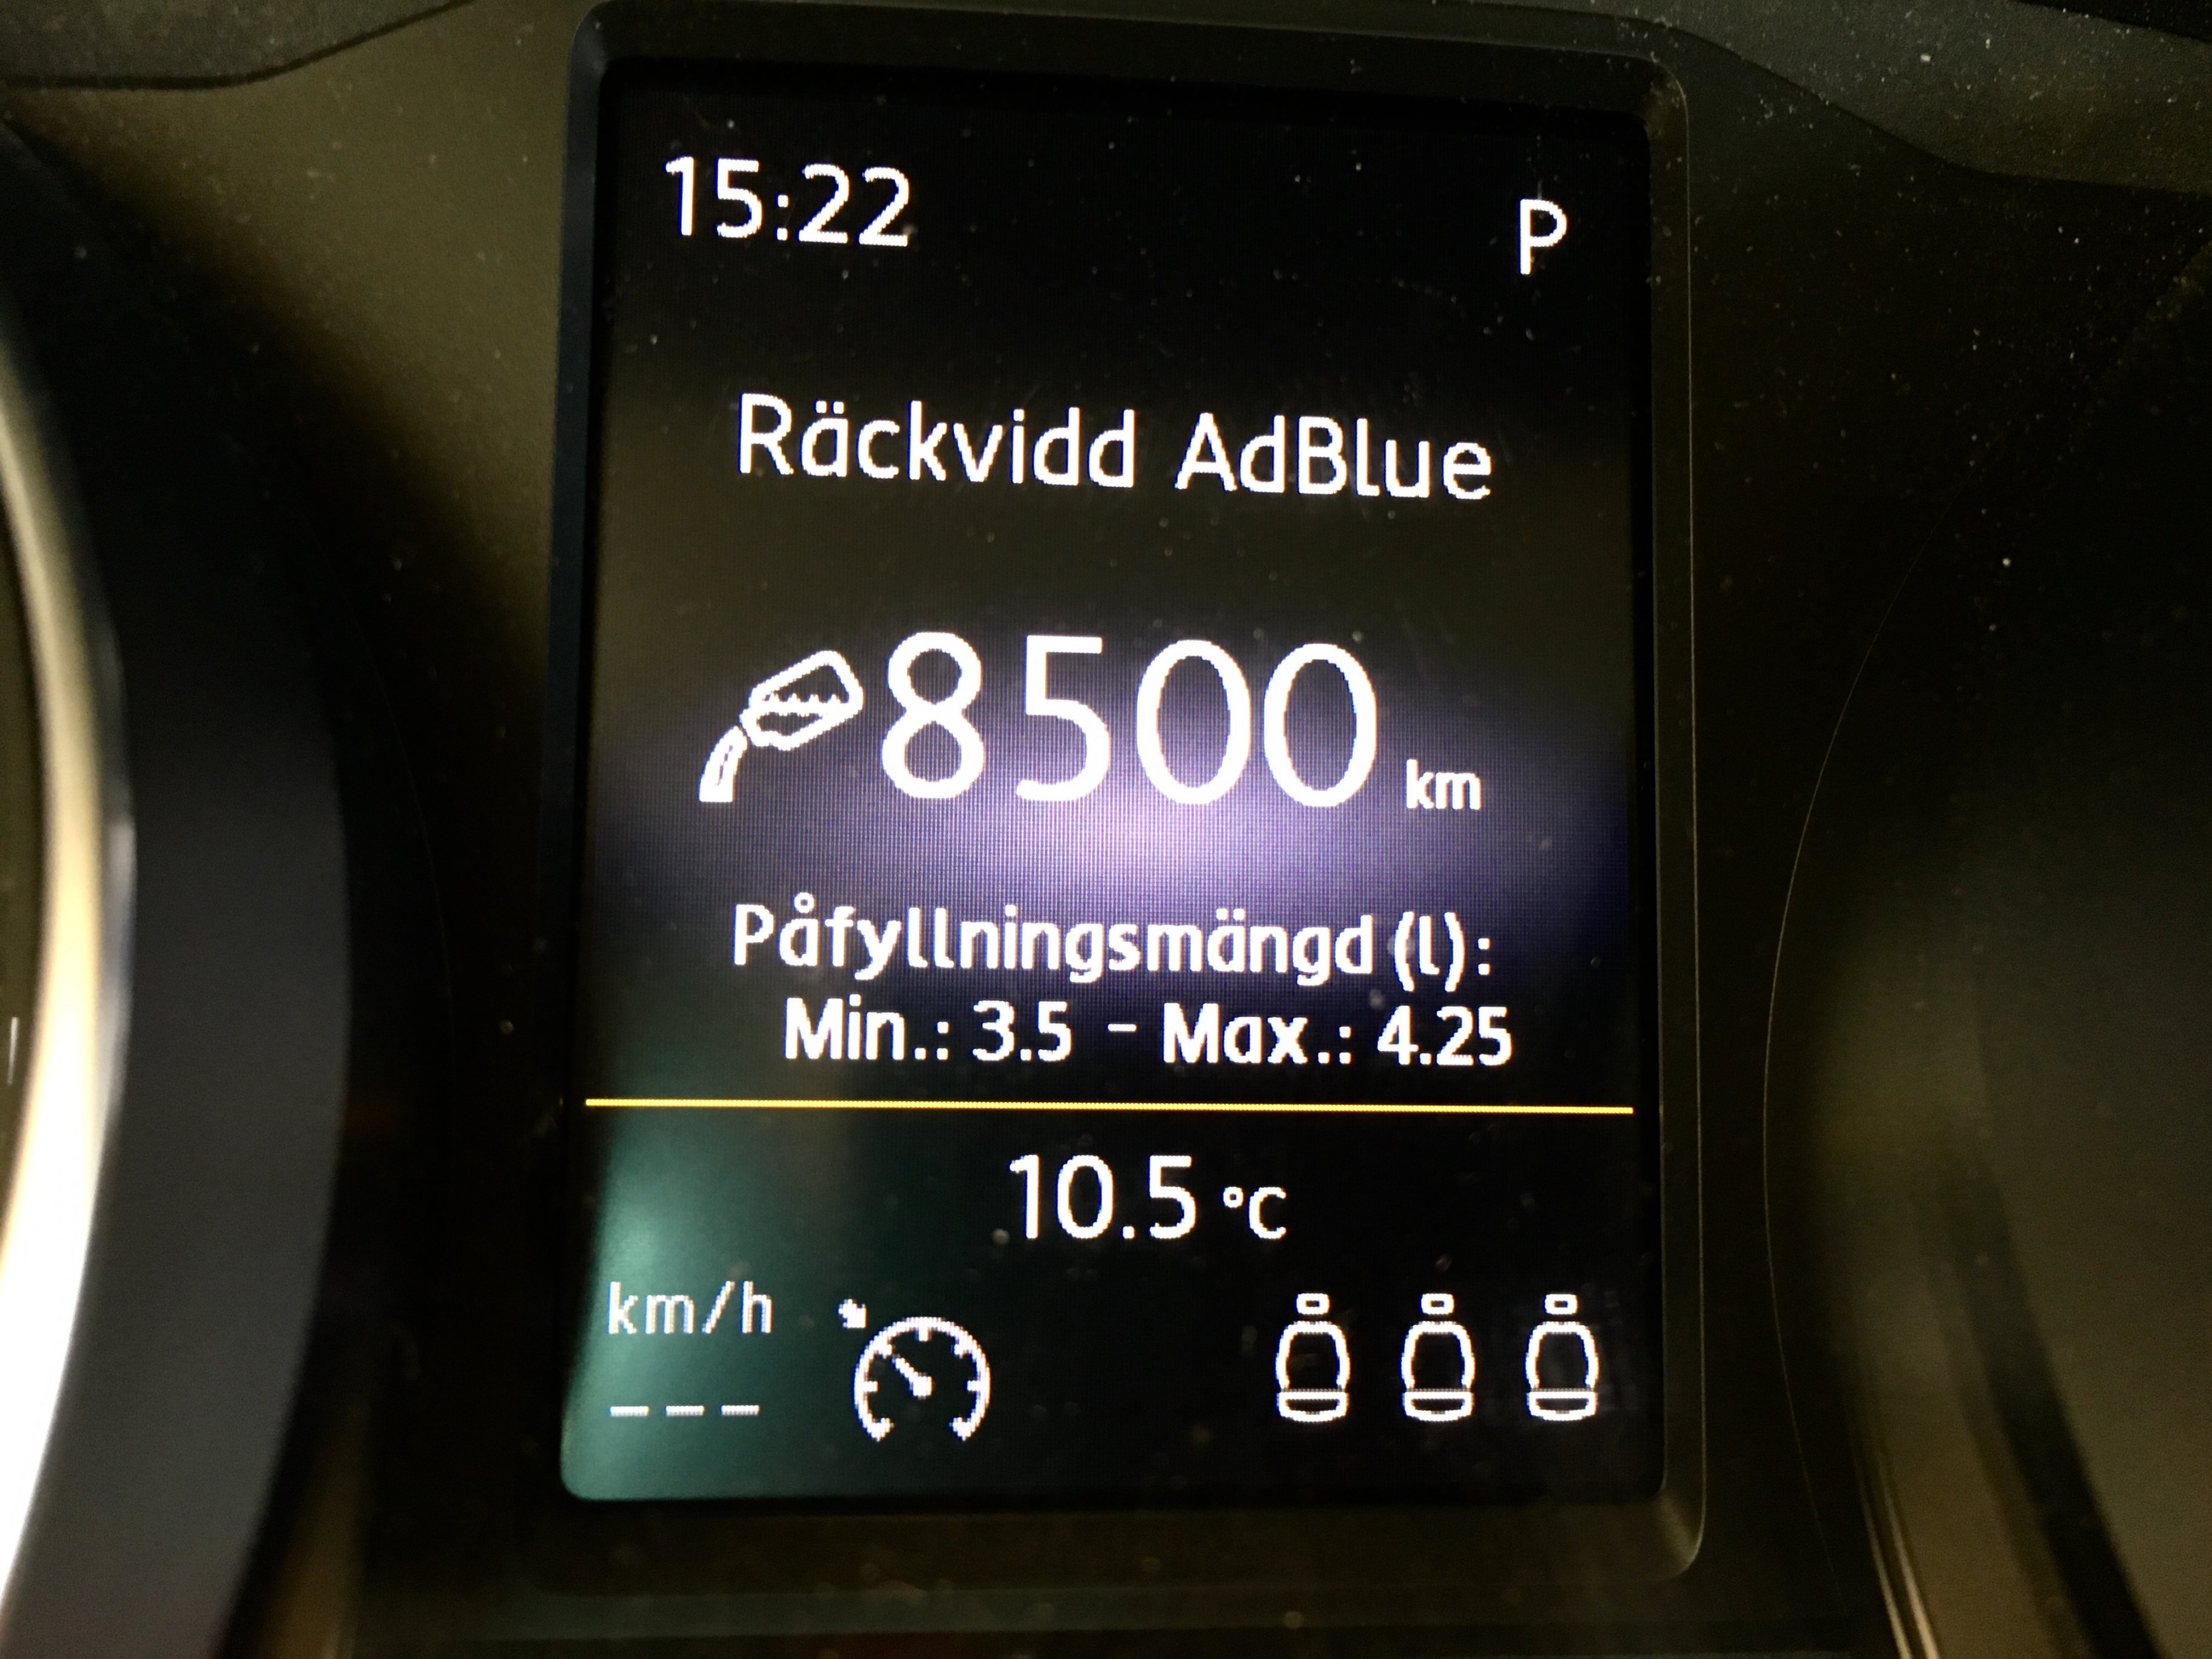 15:22 P
Räckvidd AdBlue
8500 km
Påfyllningsmängd (l):
Min.: 3.5 - Max.: 4.25
10.5 °C
km/h
---